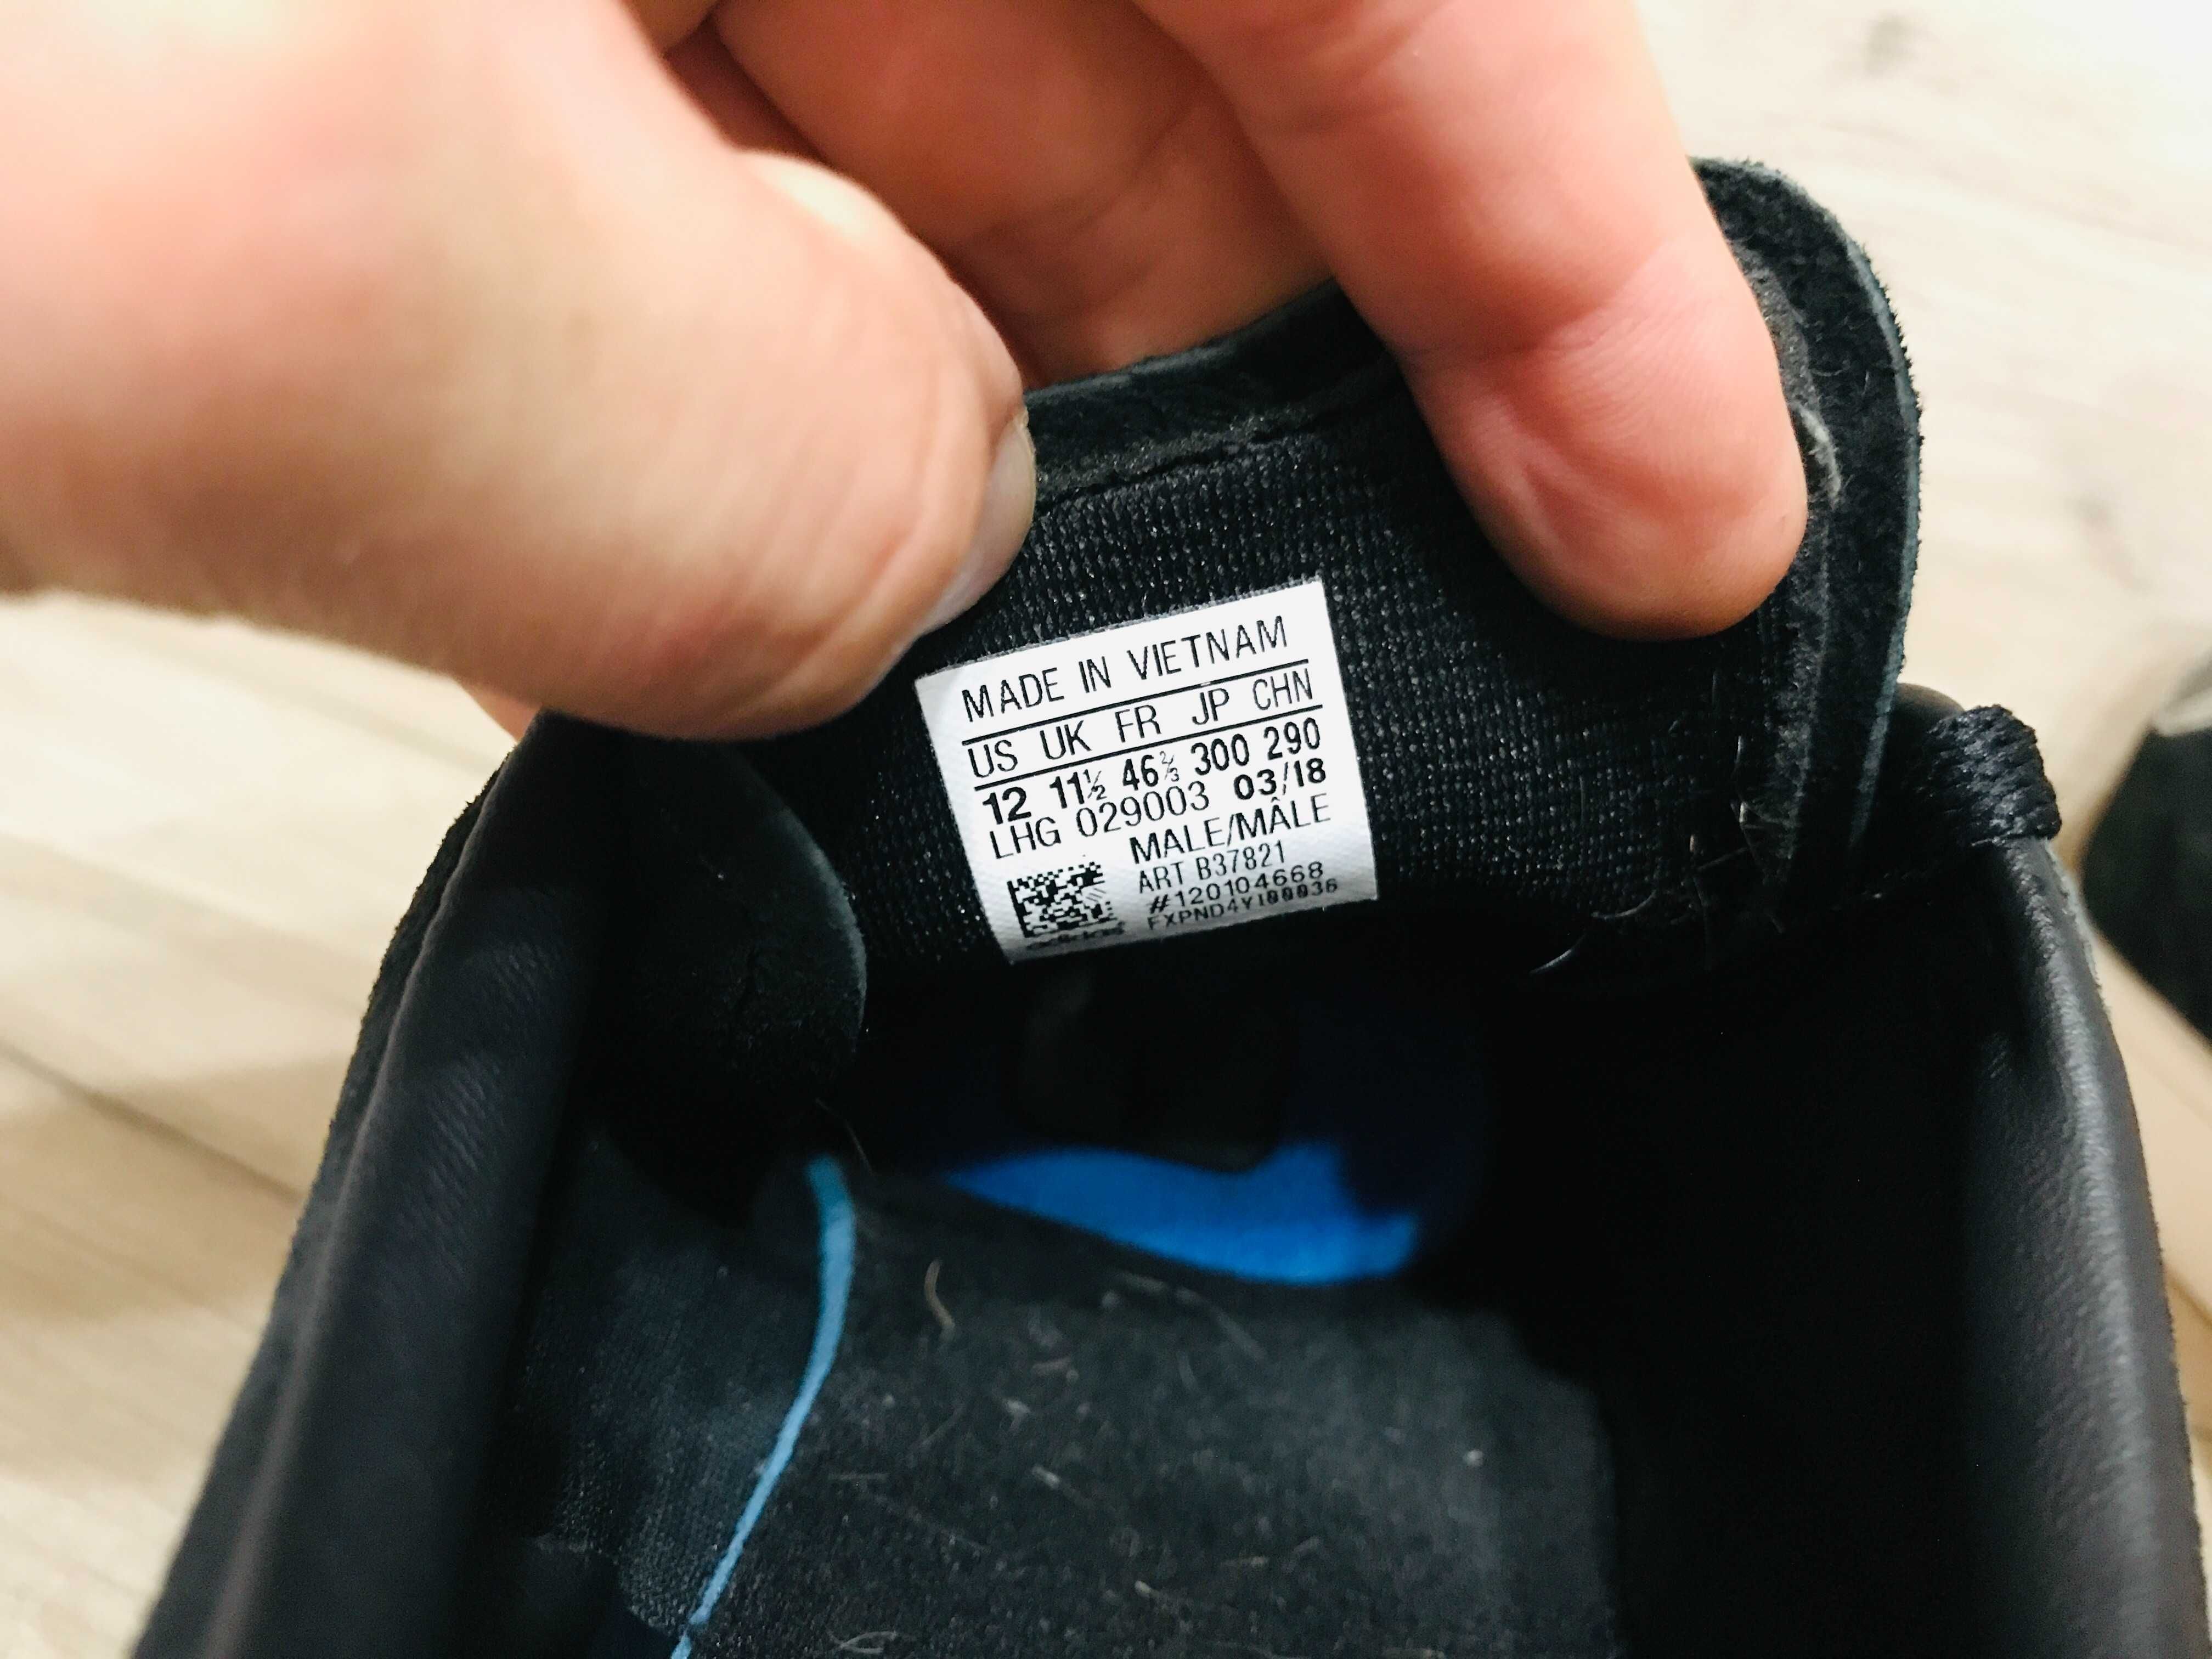 MADE IN VIETNAM
US UK FR JP CHN
12 11½ 46⅔ 300 290
LHG 029003 03/18
MALE/MÂLE
ART B37821
#120104668
adidas